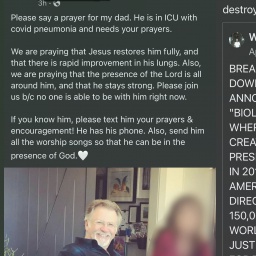 3h
Please say a prayer for my dad. He is in ICU with
covid pneumonia and needs your prayers.
We are praying that Jesus restores him fully, and
that there is rapid improvement in his lungs. Also,
we are praying that the presence of the Lord is all
around him, and that he stays strong. Please join
us b/c no one is able to be with him right now.
If you know him, please text him your prayers &
encouragement! He has his phone. Also, send him
all the worship songs so that he can be in the
presence of God.🤍
destroy
W
A
BREA
DOW
ANNO
"BIOL
WHER
CREA
PRES
IN 201
AMER
DIREC
150,0
WORL
JUST